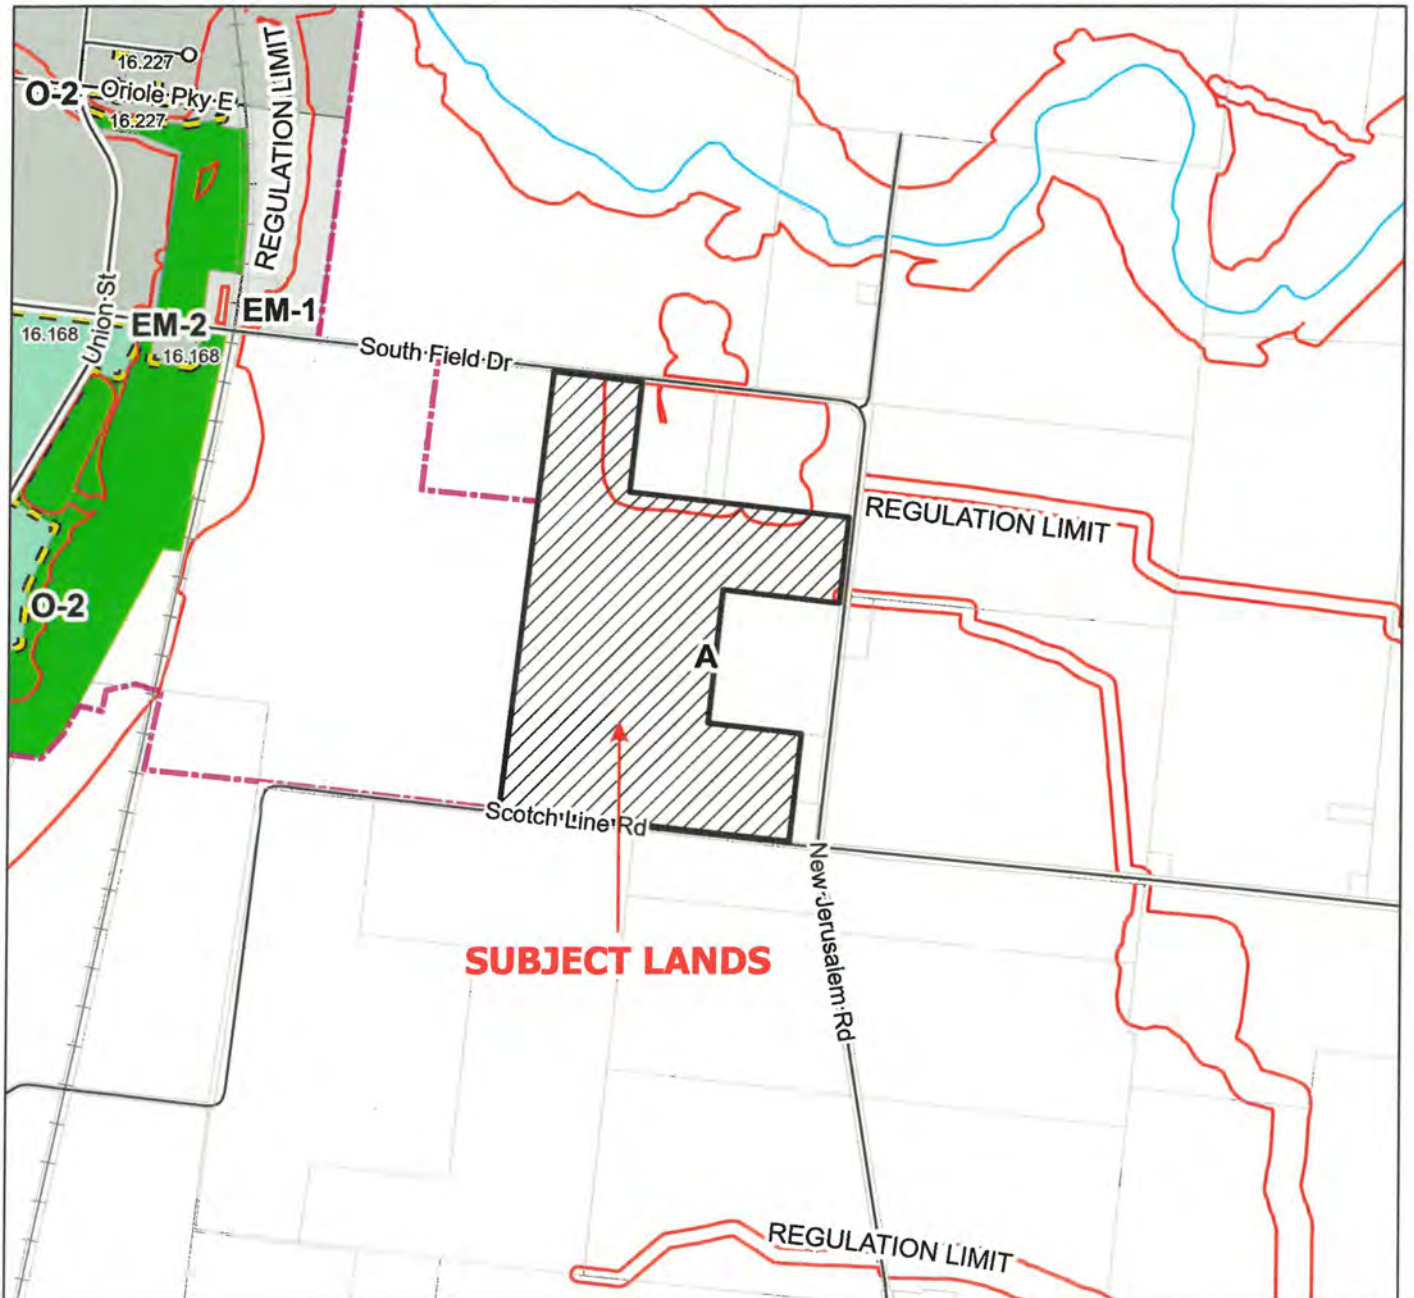 16.227
O-2
Oriole Pky E
16.227
REGULATION LIMIT
Union St
EM-1
EM-2
16.168
16.168
South Field Dr
REGULATION LIMIT
O-2
A
Scotch Line Rd
New Jerusalem Rd
SUBJECT LANDS
REGULATION LIMIT